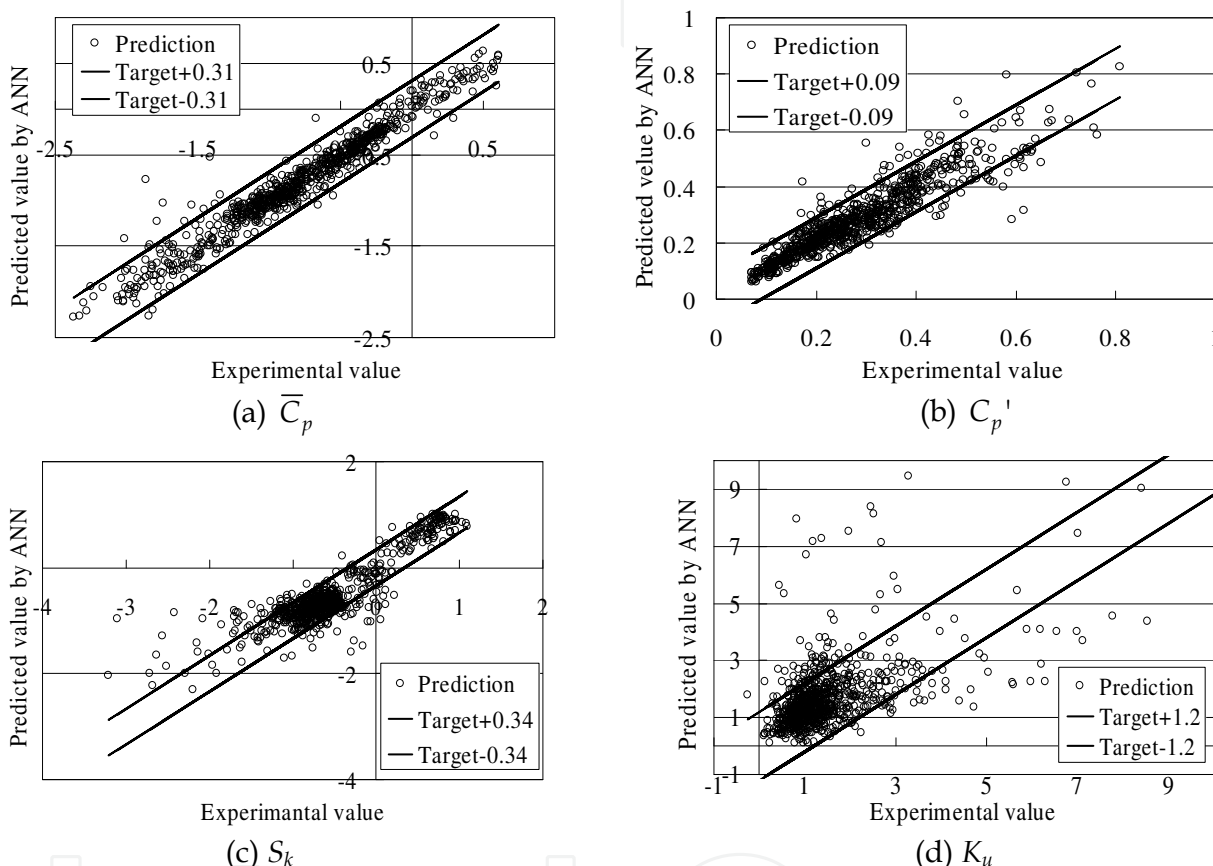 Prediction
Target+0.31
Target-0.31
0.5
-2.5
-1.5
-0.5
0.5
-1.5
-2.5
Predicted value by ANN
Experimental value
(a) C̅p
1
0.8
0.6
0.4
0.2
0
0
0.2
0.4
0.6
0.8
1
Prediction
Target+0.09
Target-0.09
Predicted velue by ANN
Experimental value
(b) Cp'
2
0
-4
-3
-2
-1
0
1
2
-2
-4
Prediction
Target+0.34
Target-0.34
Predicted value by ANN
Experimantal value
(c) Sk
9
7
5
3
1
-1
-1
1
3
5
7
9
Prediction
Target+1.2
Target-1.2
Predicted value by ANN
Experimental value
(d) Ku